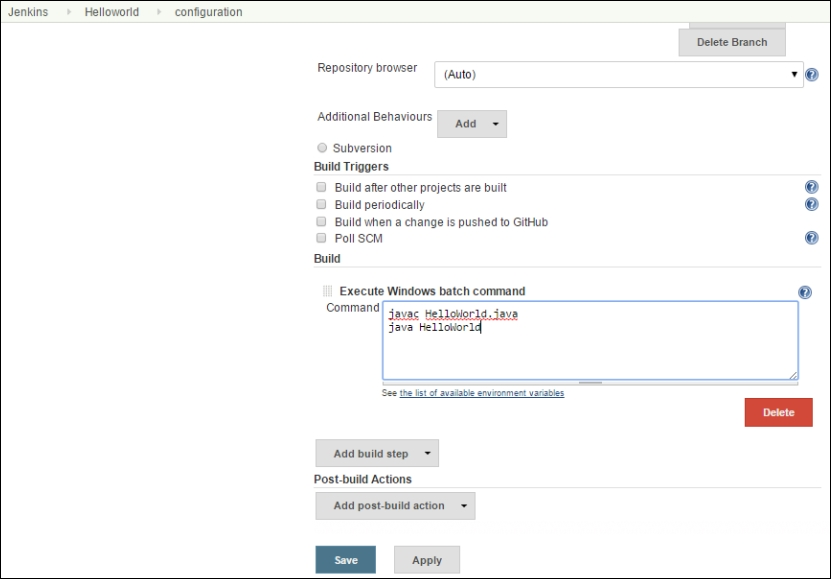 Jenkins Helloworld configuration
Delete Branch
Repository browser (Auto)
Additional Behaviours Add
Subversion
Build Triggers
Build after other projects are built
Build periodically
Build when a change is pushed to GitHub
Poll SCM
Build
Execute Windows batch command
Command javac HelloWorld.java
java HelloWorld
See the list of available environment variables
Delete
Add build step
Post-build Actions
Add post-build action
Save Apply